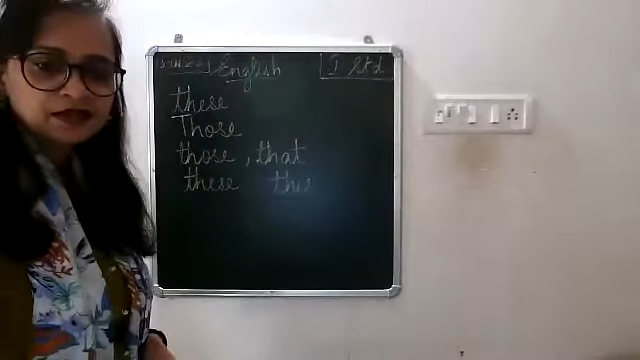 English I Std
these
Those
those, that
these this